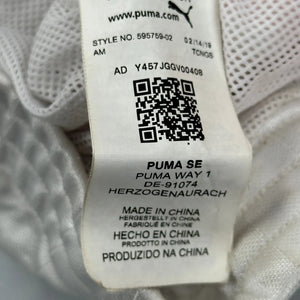 www.puma.com
STYLE NO. 595759-02 02/14/19
AM TCNGS
AD Y457JGGV00408
PUMA SE
PUMA WAY 1
DE-91074
HERZOGENAURACH
MADE IN CHINA
HERGESTELLT IN CHINA
FABRIQUÉ EN CHINE
HECHO EN CHINA
PRODOTTO IN CHINA
PRODUZIDO NA CHINA